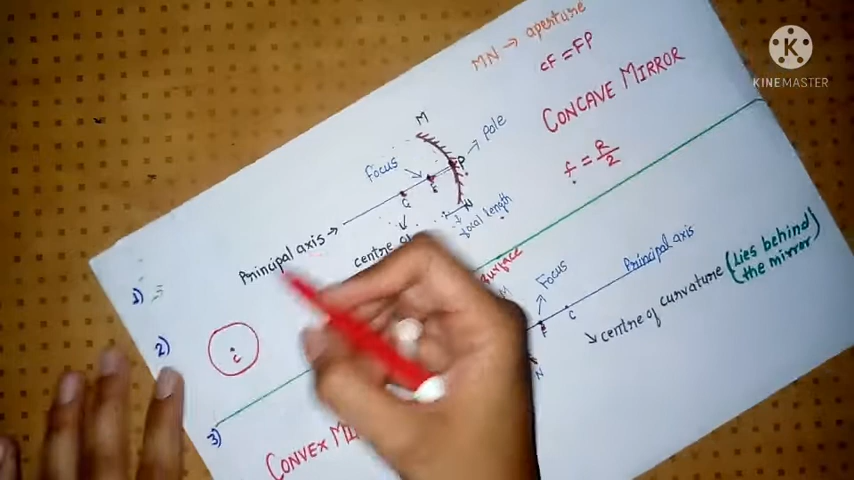 MN → aperture
CF = FP
CONCAVE MIRROR
f = R/2
M
Pole
P
Focus
F
C
N
focal length
Principal axis →
centre of
1)
2)
C
3)
CONVEX
surface
M
Focus
Principal axis
F
C
N
centre of curvature (Lies behind the mirror)
K
KINEMASTER